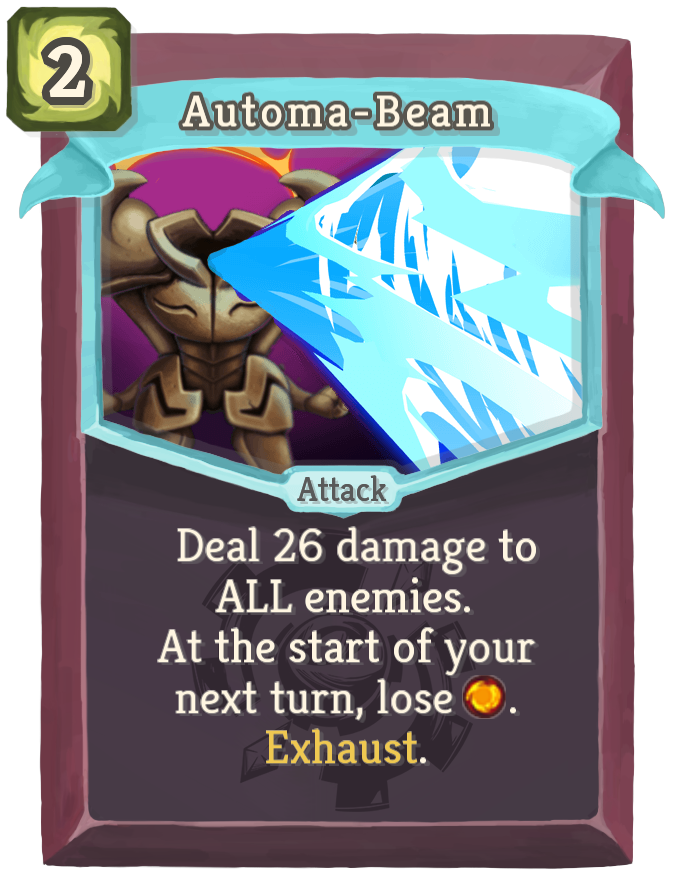 2
Automa-Beam
Attack
Deal 26 damage to
ALL enemies.
At the start of your
next turn, lose .
Exhaust.